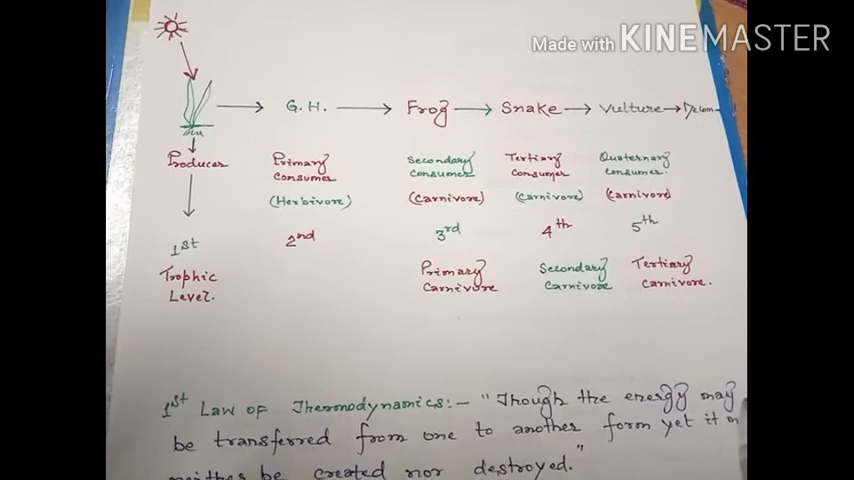 Made with KINEMASTER
G.H. Frog Snake Vulture Decom-
Producer Primary Consumer Secondary Consumer Tertiary Consumer Quaternary Consumer.
(Herbivore) (Carnivore) (Carnivore) (Carnivore)
1st 2nd 3rd 4th 5th
Trophic Level. Primary Carnivore Secondary Carnivore Tertiary Carnivore.
1st Law of Thermodynamics:- "Though the energy may
be transferred from one to another form yet it
neither be created nor destroyed."